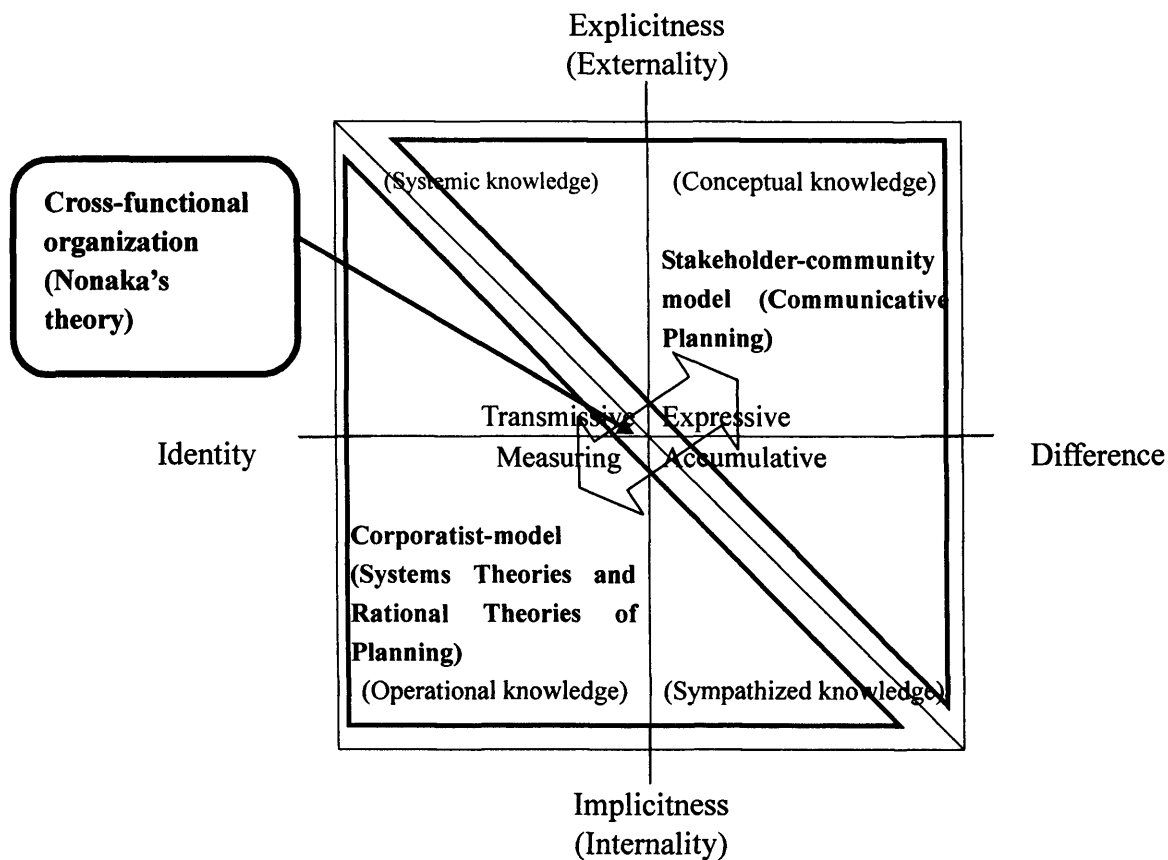 Explicitness
(Externality)
Cross-functional
organization
(Nonaka's
theory)
(Systemic knowledge)
(Conceptual knowledge)
Stakeholder-community
model (Communicative
Planning)
Transmissive
Expressive
Identity
Measuring
Accumulative
Difference
Corporatist-model
(Systems Theories and
Rational Theories of
Planning)
(Operational knowledge)
(Sympathized knowledge)
Implicitness
(Internality)